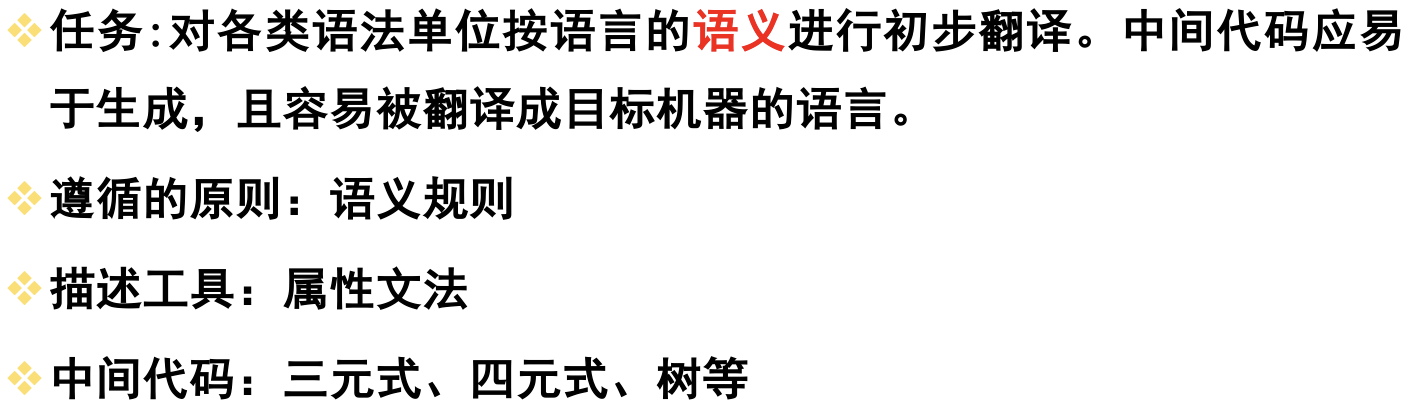 任务:对各类语法单位按语言的语义进行初步翻译。中间代码应易
于生成，且容易被翻译成目标机器的语言。
遵循的原则：语义规则
描述工具：属性文法
中间代码：三元式、四元式、树等